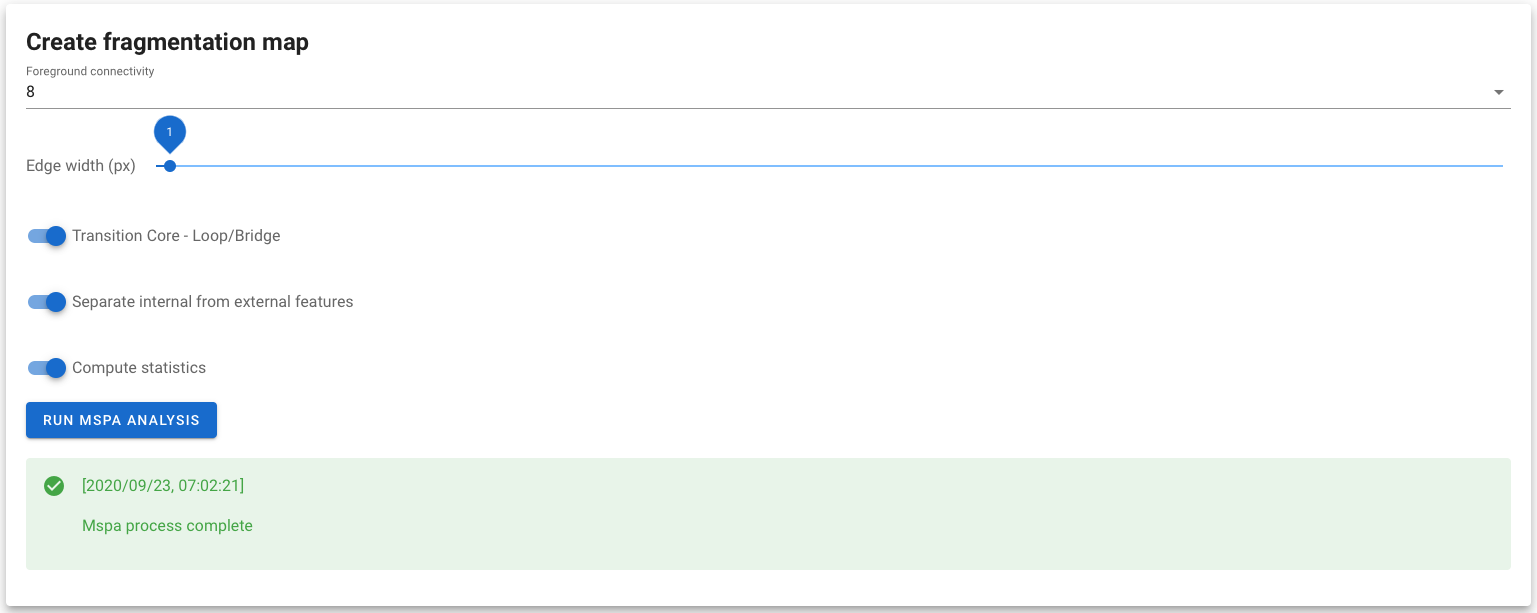 Create fragmentation map
Foreground connectivity
8
1
Edge width (px)
Transition Core - Loop/Bridge
Separate internal from external features
Compute statistics
RUN MSPA ANALYSIS
[2020/09/23, 07:02:21]
Mspa process complete